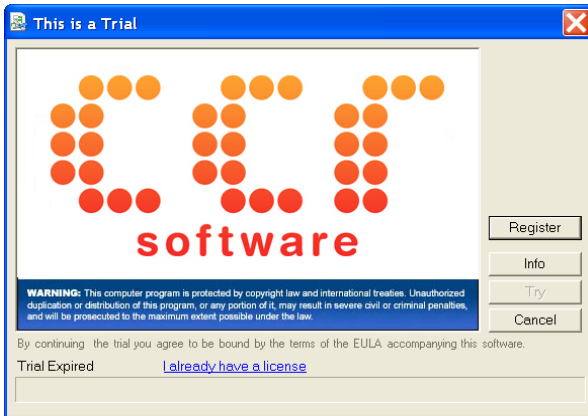 This is a Trial
ccr
software
Register
Info
Try
Cancel
WARNING: This computer program is protected by copyright law and international treaties. Unauthorized
duplication or distribution of this program, or any portion of it, may result in severe civil or criminal penalties,
and will be prosecuted to the maximum extent possible under the law.
By continuing the trial you agree to be bound by the terms of the EULA accompanying this software.
Trial Expired I already have a license